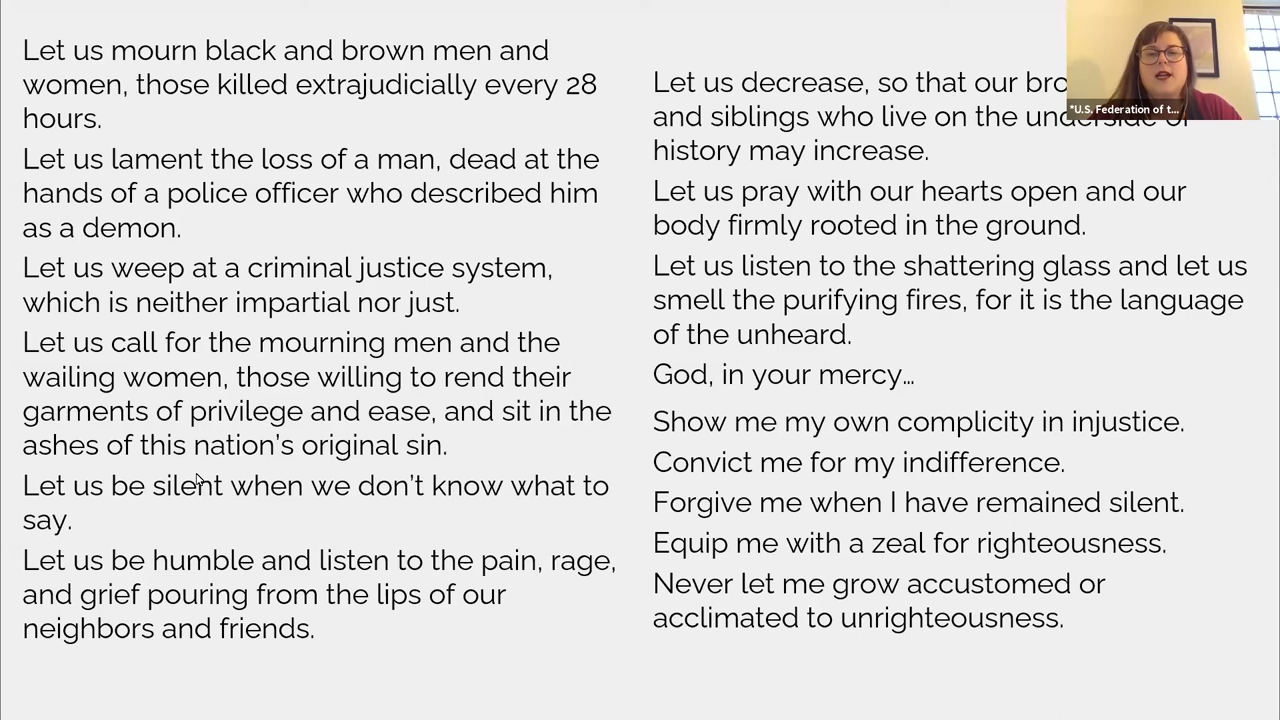 Let us mourn black and brown men and
women, those killed extrajudicially every 28
hours.
Let us lament the loss of a man, dead at the
hands of a police officer who described him
as a demon.
Let us weep at a criminal justice system,
which is neither impartial nor just.
Let us call for the mourning men and the
wailing women, those willing to rend their
garments of privilege and ease, and sit in the
ashes of this nation’s original sin.
Let us be silent when we don’t know what to
say.
Let us be humble and listen to the pain, rage,
and grief pouring from the lips of our
neighbors and friends.
Let us decrease, so that our
and siblings who live on the underside of
history may increase.
Let us pray with our hearts open and our
body firmly rooted in the ground.
Let us listen to the shattering glass and let us
smell the purifying fires, for it is the language
of the unheard.
God, in your mercy…
Show me my own complicity in injustice.
Convict me for my indifference.
Forgive me when I have remained silent.
Equip me with a zeal for righteousness.
Never let me grow accustomed or
acclimated to unrighteousness.
*U.S. Federation of t...